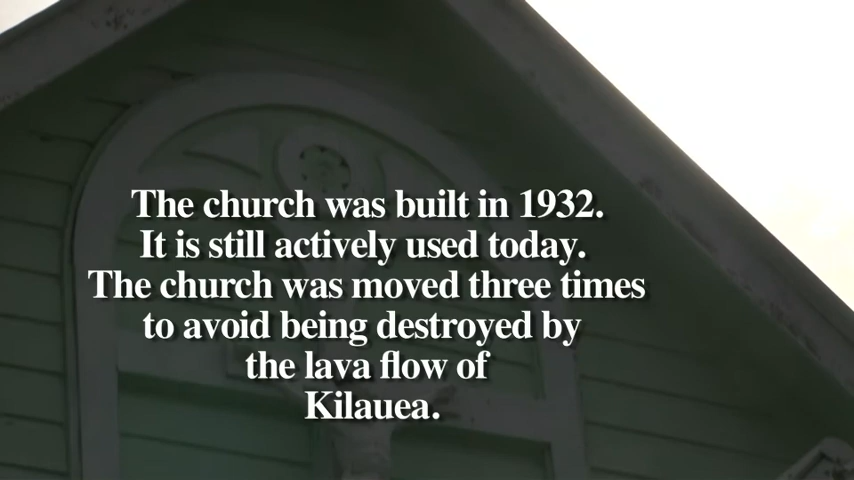 The church was built in 1932.
It is still actively used today.
The church was moved three times
to avoid being destroyed by
the lava flow of
Kilauea.